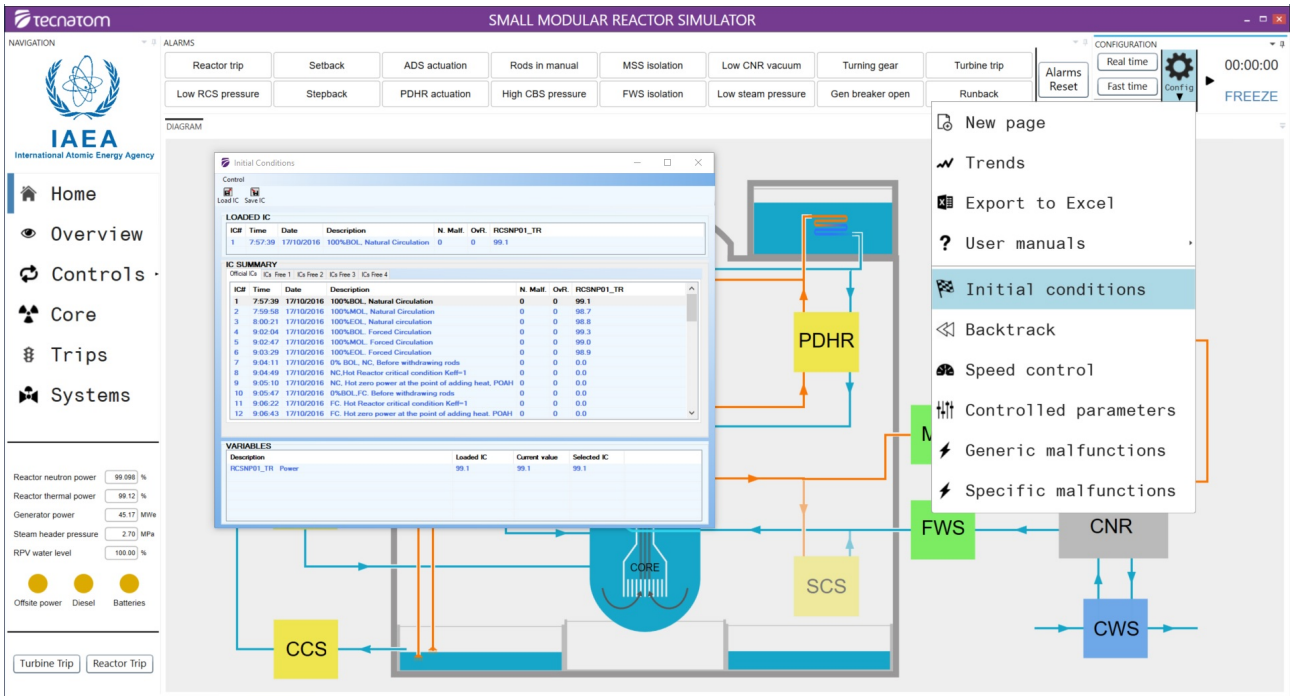 tecnatom
SMALL MODULAR REACTOR SIMULATOR
NAVIGATION
IAEA
International Atomic Energy Agency
Home
Overview
Controls
Core
Trips
Systems
Reactor neutron power 99.098 %
Reactor thermal power 99.12 %
Generator power 45.17 MWe
Steam header pressure 2.70 MPa
RPV water level 100.00 %
Offsite power Diesel Batteries
Turbine Trip Reactor Trip
ALARMS
Reactor trip Setback ADS actuation Rods in manual MSS isolation Low CNR vacuum Turning gear Turbine trip
Low RCS pressure Stepback PDHR actuation High CBS pressure FWS isolation Low steam pressure Gen breaker open Runback
Alarms
Reset
CONFIGURATION
Real time
Fast time
Config
00:00:00
FREEZE
DIAGRAM
Initial Conditions
Control
Load IC Save IC
LOADED IC
IC# Time Date Description N. Malf. OvR. RCSNP01_TR
1 7:57:39 17/10/2016 100%BOL, Natural Circulation 0 0 99.1
IC SUMMARY
Official ICs ICs Free 1 ICs Free 2 ICs Free 3 ICs Free 4
IC# Time Date Description N. Malf. OvR. RCSNP01_TR
1 7:57:39 17/10/2016 100%BOL, Natural Circulation 0 0 99.1
2 7:59:58 17/10/2016 100%MOL, Natural Circulation 0 0 98.7
3 8:00:21 17/10/2016 100%EOL, Natural circulation 0 0 98.8
4 9:02:04 17/10/2016 100%BOL. Forced Circulation 0 0 99.3
5 9:02:47 17/10/2016 100%MOL. Forced Circulation 0 0 99.0
6 9:03:29 17/10/2016 100%EOL. Forced Circulation 0 0 98.9
7 9:04:11 17/10/2016 0% BOL, NC, Before withdrawing rods 0 0 0.0
8 9:04:49 17/10/2016 NC,Hot Reactor critical condition Keff=1 0 0 0.0
9 9:05:10 17/10/2016 NC, Hot zero power at the point of adding heat, POAH 0 0 0.0
10 9:05:47 17/10/2016 0%BOL,FC. Before withdrawing rods 0 0 0.0
11 9:06:22 17/10/2016 FC. Hot Reactor critical condition Keff=1 0 0 0.0
12 9:06:43 17/10/2016 FC. Hot zero power at the point of adding heat. POAH 0 0 0.0
VARIABLES
Description Loaded IC Current value Selected IC
RCSNP01_TR Power 99.1 99.1 99.1
New page
Trends
Export to Excel
? User manuals
Initial conditions
Backtrack
Speed control
Controlled parameters
Generic malfunctions
Specific malfunctions
PDHR
M
FWS
CNR
CORE
SCS
CWS
CCS